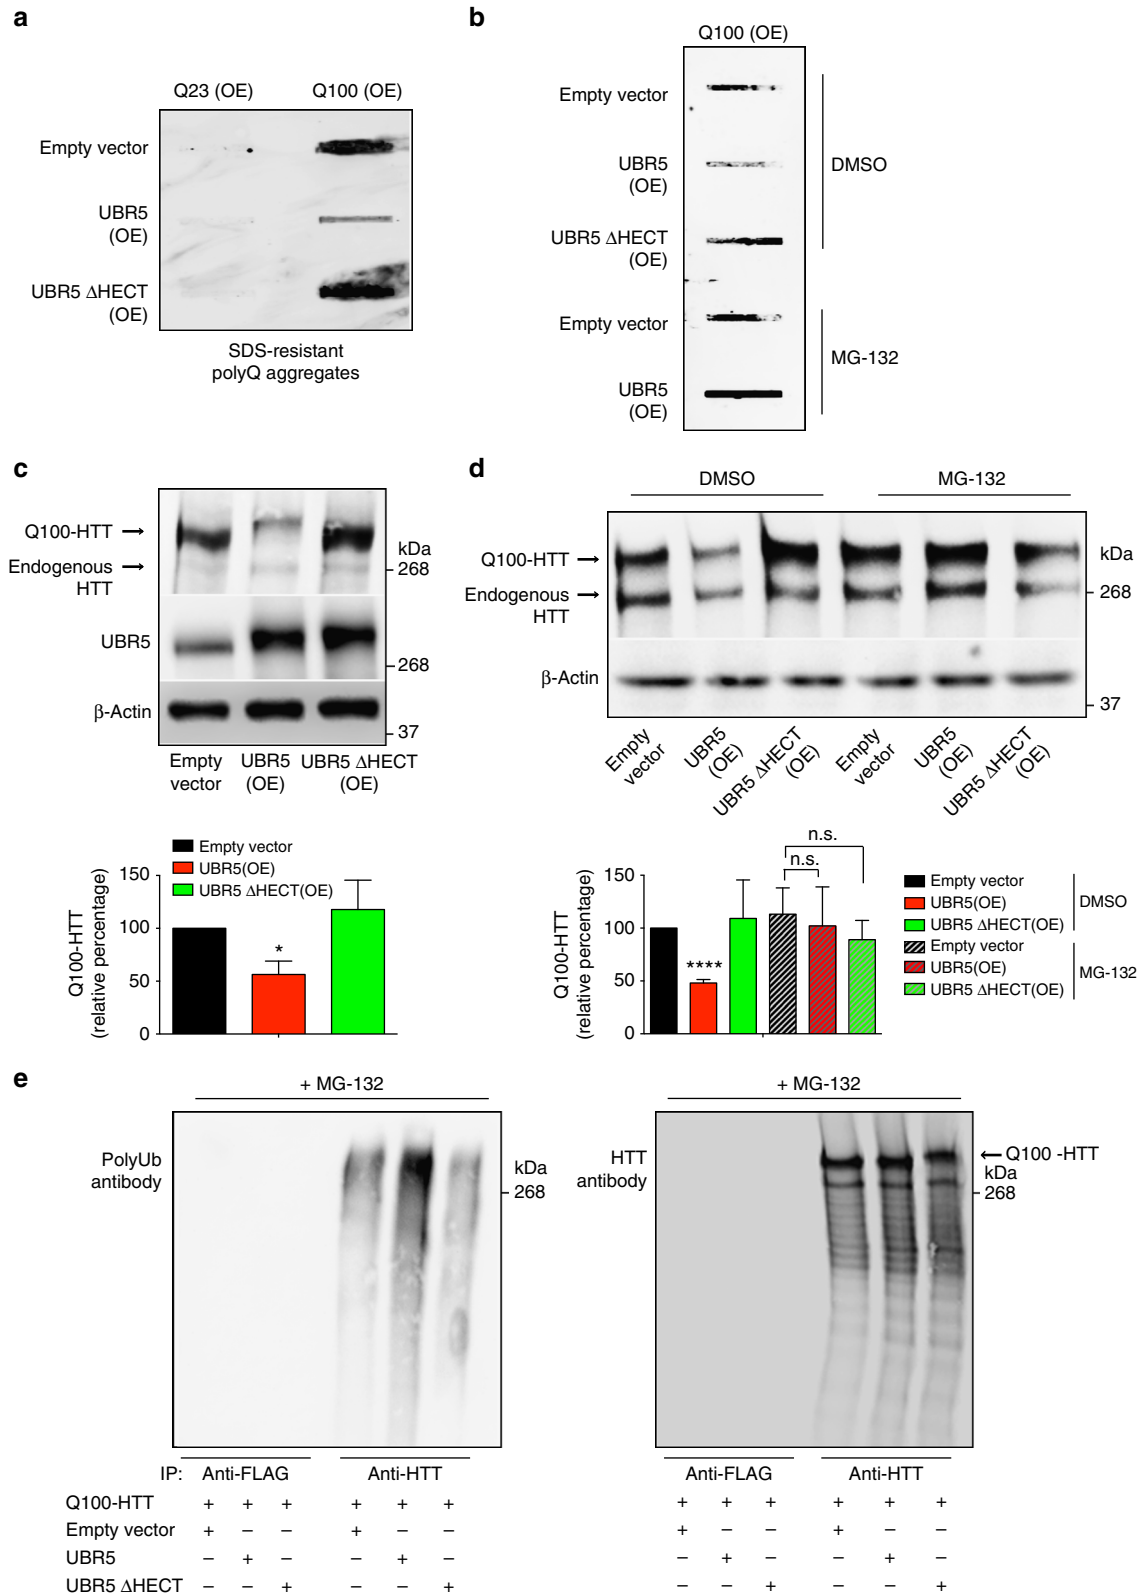 a
Q23 (OE) Q100 (OE)
Empty vector
UBR5
(OE)
UBR5 ΔHECT
(OE)
SDS-resistant
polyQ aggregates
b
Q100 (OE)
Empty vector
UBR5
(OE)
UBR5 ΔHECT
(OE)
DMSO
Empty vector
UBR5
(OE)
MG-132
c
Q100-HTT
Endogenous
HTT
kDa
268
UBR5
268
β-Actin
37
Empty
vector
UBR5
(OE)
UBR5 ΔHECT
(OE)
Empty vector
UBR5(OE)
UBR5 ΔHECT(OE)
Q100-HTT
(relative percentage)
150
100
50
0
*
d
DMSO MG-132
Q100-HTT
Endogenous
HTT
kDa
268
β-Actin
37
Empty
vector
UBR5
(OE)
UBR5 ΔHECT
(OE)
Empty
vector
UBR5
(OE)
UBR5 ΔHECT
(OE)
Q100-HTT
(relative percentage)
150
100
50
0
****
n.s.
n.s.
Empty vector
UBR5(OE)
UBR5 ΔHECT(OE)
DMSO
Empty vector
UBR5(OE)
UBR5 ΔHECT(OE)
MG-132
e
+ MG-132
PolyUb
antibody
kDa
268
IP: Anti-FLAG Anti-HTT
Q100-HTT + + + + + +
Empty vector + – – + – –
UBR5 – + – – + –
UBR5 ΔHECT – – + – – +
+ MG-132
HTT
antibody
←Q100 -HTT
kDa
268
Anti-FLAG Anti-HTT
+ + + + + +
+ – – + – –
– + – – + –
– – + – – +